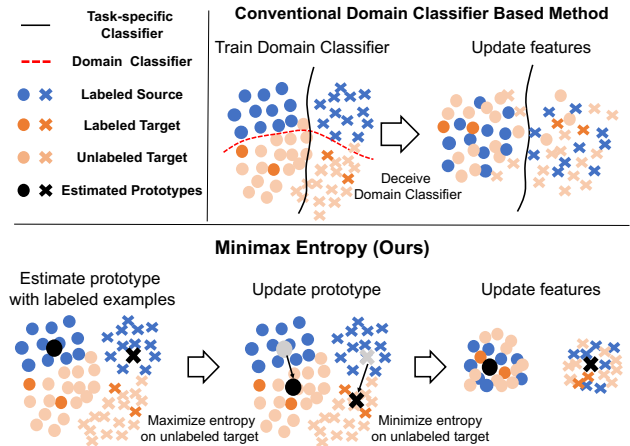 Task-specific
Classifier
Domain Classifier
Labeled Source
Labeled Target
Unlabeled Target
Estimated Prototypes
Conventional Domain Classifier Based Method
Train Domain Classifier
Update features
Deceive
Domain Classifier
Minimax Entropy (Ours)
Estimate prototype
with labeled examples
Update prototype
Update features
Maximize entropy
on unlabeled target
Minimize entropy
on unlabeled target